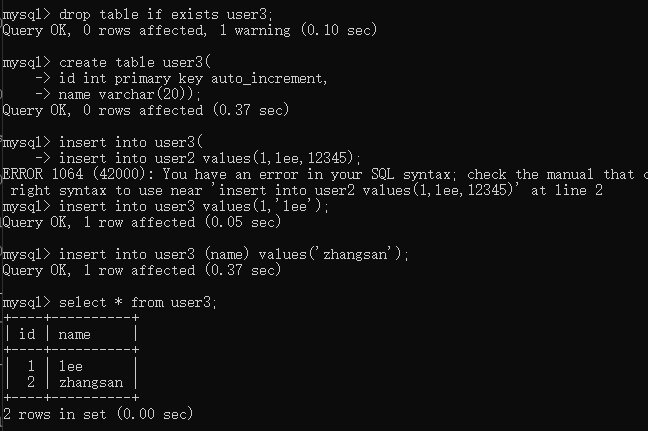 mysql> drop table if exists user3;
Query OK, 0 rows affected, 1 warning (0.10 sec)
mysql> create table user3(
-> id int primary key auto_increment,
-> name varchar(20));
Query OK, 0 rows affected (0.37 sec)
mysql> insert into user3(
-> insert into user2 values(1,lee,12345);
ERROR 1064 (42000): You have an error in your SQL syntax; check the manual that
right syntax to use near 'insert into user2 values(1,lee,12345)' at line 2
mysql> insert into user3 values(1,'lee');
Query OK, 1 row affected (0.05 sec)
mysql> insert into user3 (name) values('zhangsan');
Query OK, 1 row affected (0.37 sec)
mysql> select * from user3;
+----+----------+
| id | name     |
+----+----------+
|  1 | lee      |
|  2 | zhangsan |
+----+----------+
2 rows in set (0.00 sec)